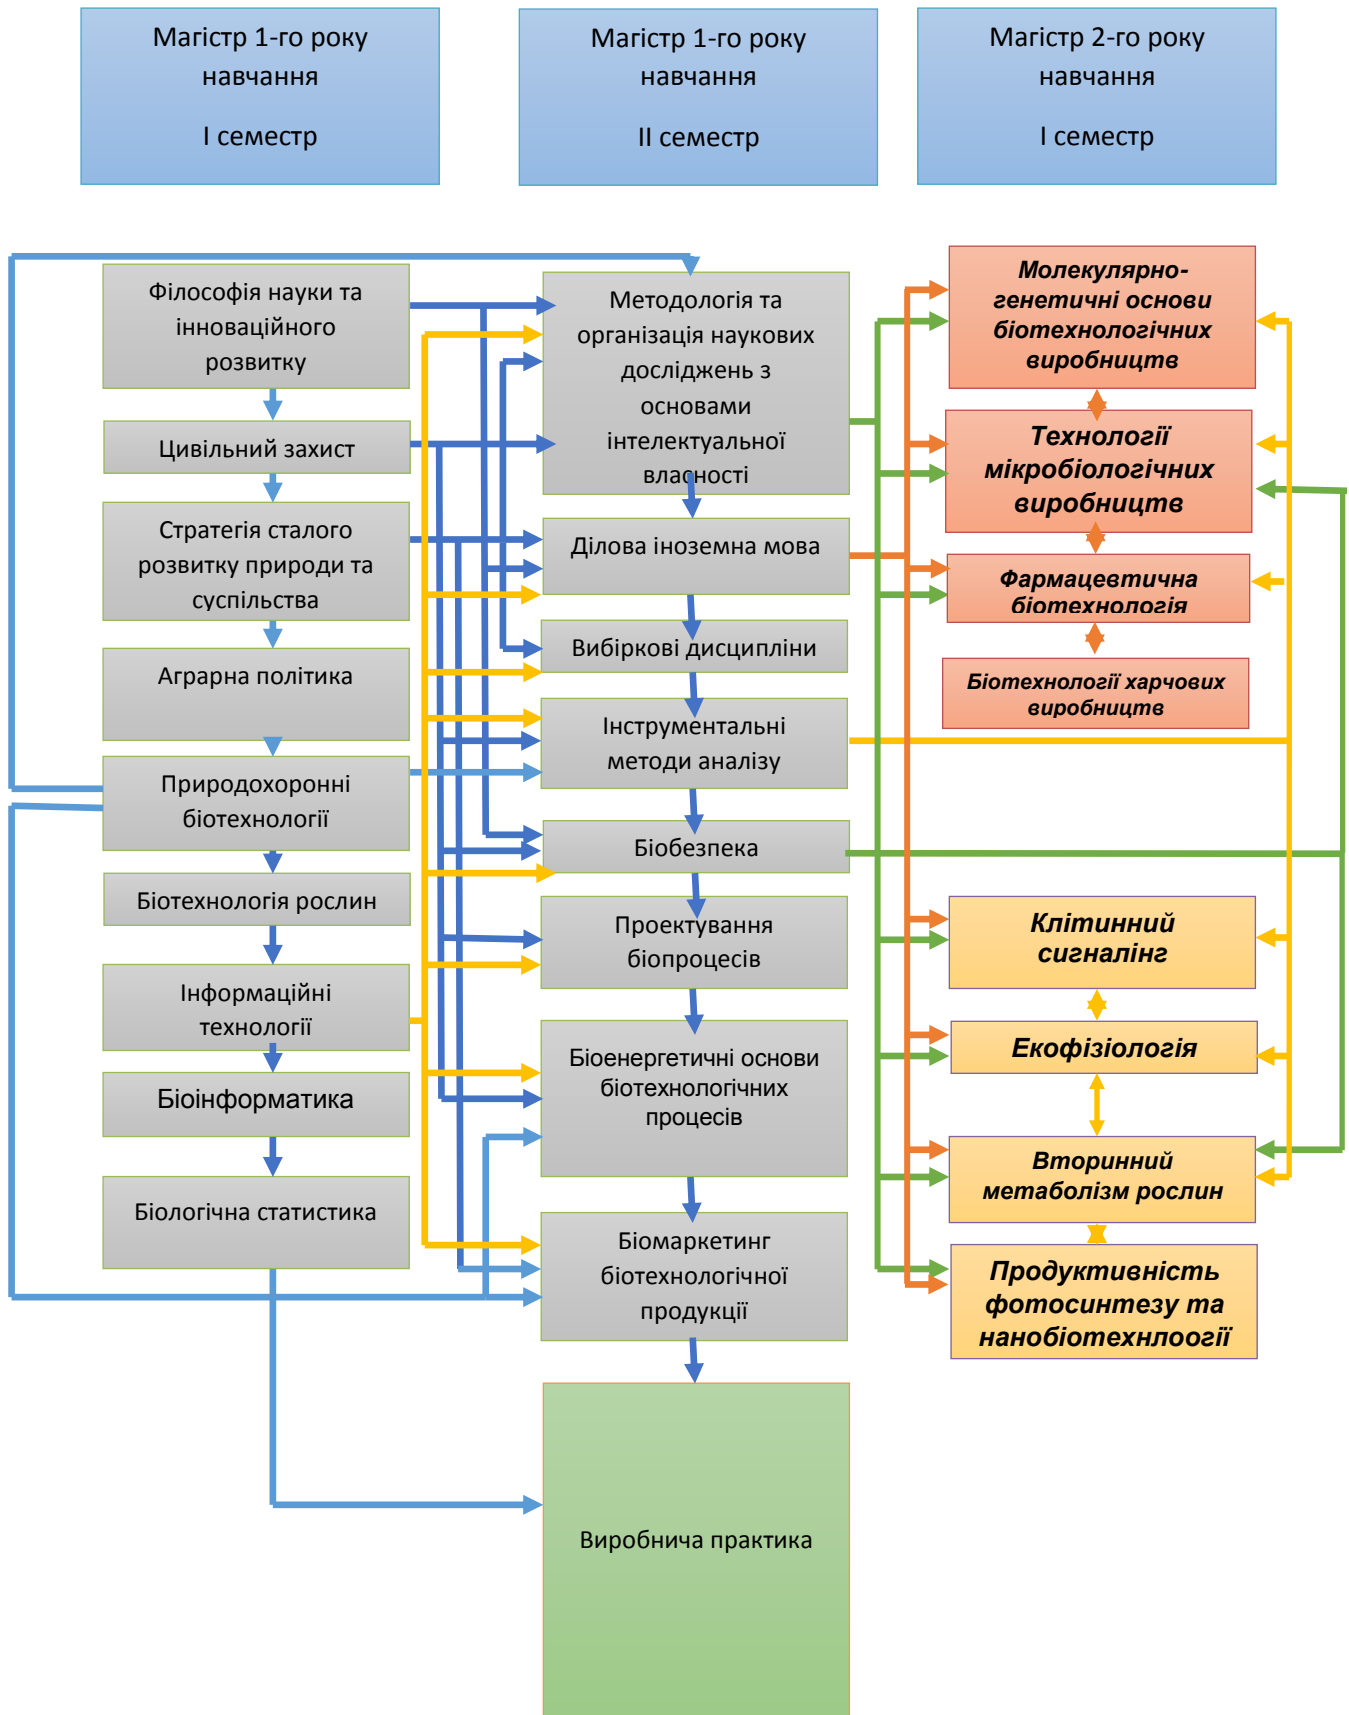 Магістр 1-го року
навчання
І семестр
Магістр 1-го року
навчання
ІІ семестр
Магістр 2-го року
навчання
І семестр
Філософія науки та
інноваційного
розвитку
Цивільний захист
Стратегія сталого
розвитку природи та
суспільства
Аграрна політика
Природохоронні
біотехнології
Біотехнологія рослин
Інформаційні
технології
Біоінформатика
Біологічна статистика
Методологія та
організація наукових
досліджень з
основами
інтелектуальної
власності
Ділова іноземна мова
Вибіркові дисципліни
Інструментальні
методи аналізу
Біобезпека
Проектування
біопроцесів
Біоенергетичні основи
біотехнологічних
процесів
Біомаркетинг
біотехнологічної
продукції
Виробнича практика
Молекулярно-
генетичні основи
біотехнологічних
виробництв
Технології
мікробіологічних
виробництв
Фармацевтична
біотехнологія
Біотехнології харчових
виробництв
Клітинний
сигналінг
Екофізіологія
Вторинний
метаболізм рослин
Продуктивність
фотосинтезу та
нанобіотехнлоогії